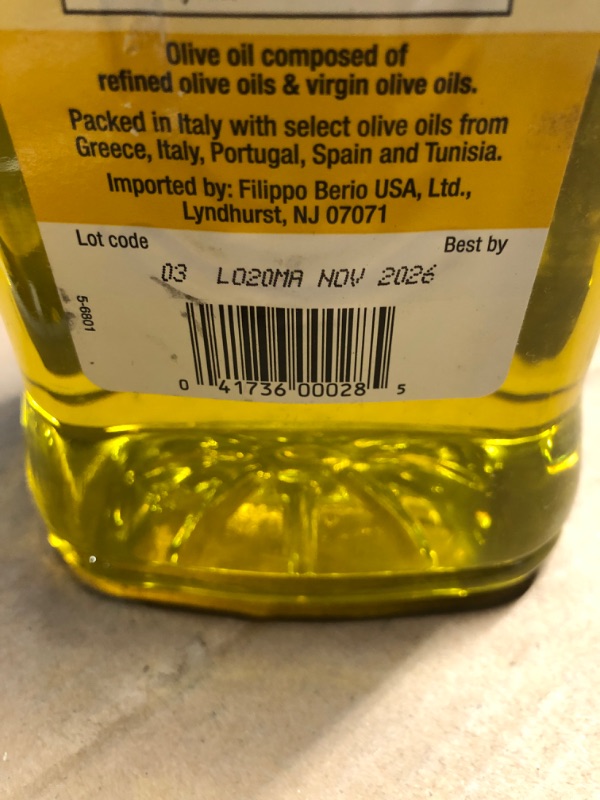 Olive oil composed of
refined olive oils & virgin olive oils.
Packed in Italy with select olive oils from
Greece, Italy, Portugal, Spain and Tunisia.
Imported by: Filippo Berio USA, Ltd.,
Lyndhurst, NJ 07071
Lot code Best by
03 L020MA NOV 2026
5-6801
0 41736 00028 5